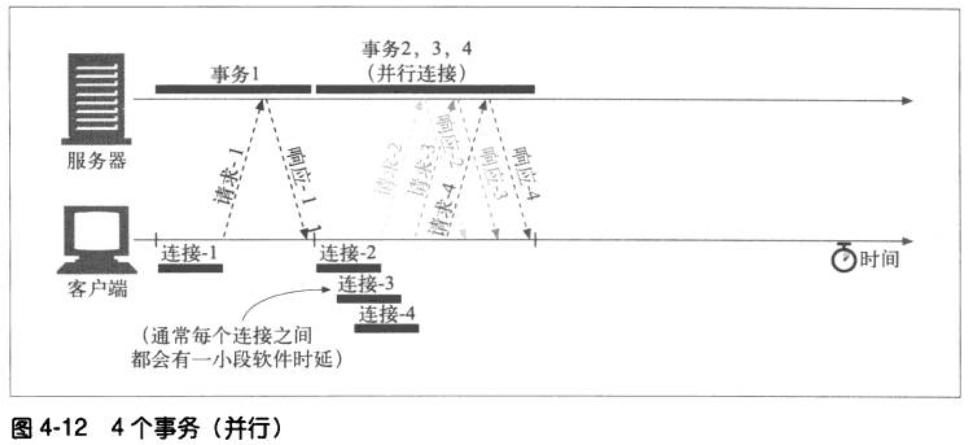 事务1
事务2，3，4
（并行连接）
服务器
请求-1
响应-1
请求-2
请求-3
请求-4
响应-2
响应-3
响应-4
连接-1
连接-2
连接-3
连接-4
时间
客户端
（通常每个连接之间
都会有一小段软件时延）
图 4-12 4 个事务（并行）